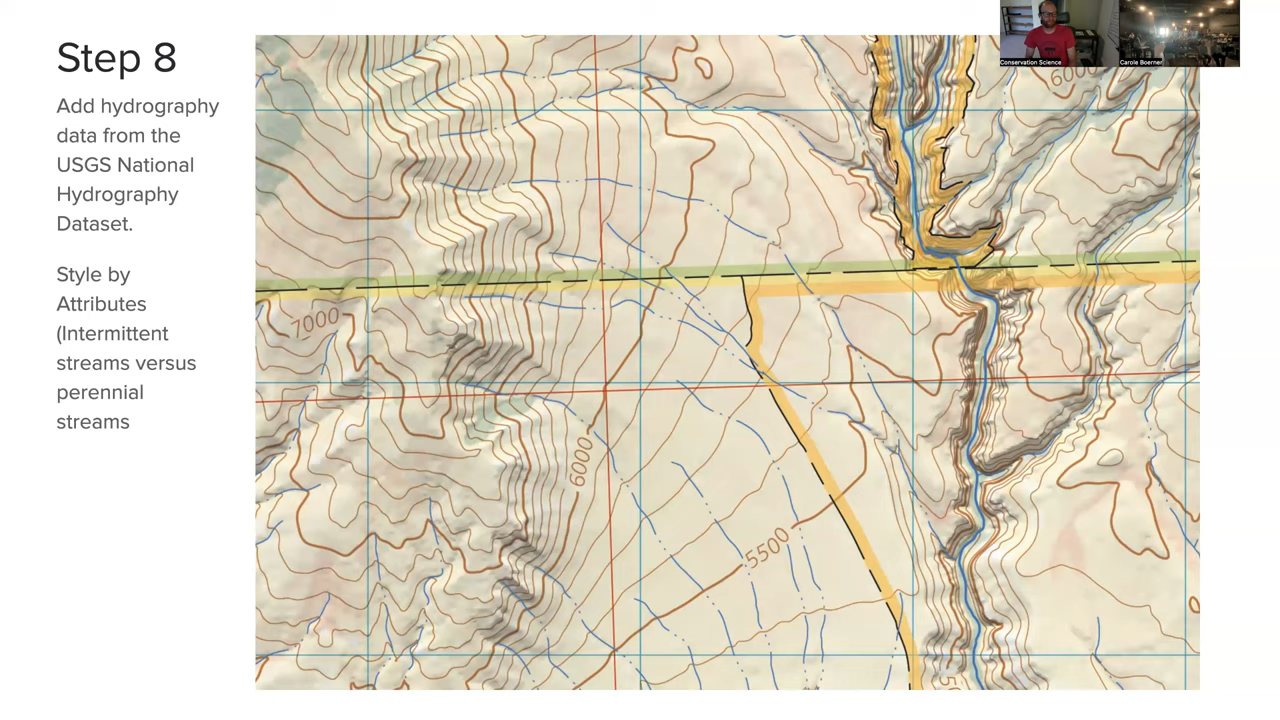 Step 8
Add hydrography
data from the
USGS National
Hydrography
Dataset.
Style by
Attributes
(Intermittent
streams versus
perennial
streams
Conservation Science
Carole Boerner
6000
7000
6000
5500